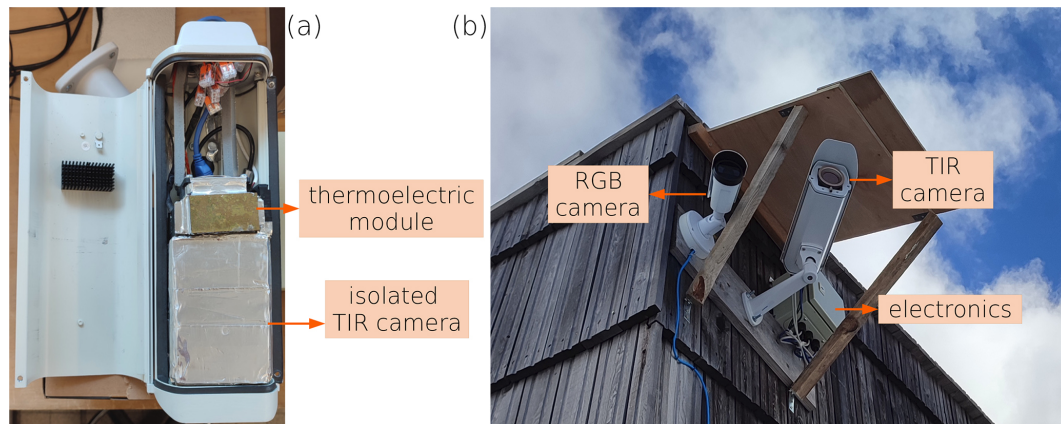 (a)
thermoelectric
module
isolated
TIR camera
(b)
RGB
camera
TIR
camera
electronics